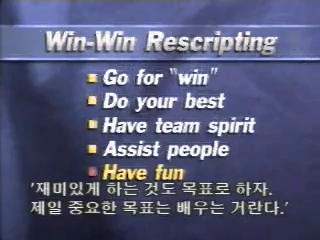 Win-Win Rescripting
Go for "win"
Do your best
Have team spirit
Assist people
Have fun
'재미있게 하는 것도 목표로 하자.
제일 중요한 목표는 배우는 거란다.'